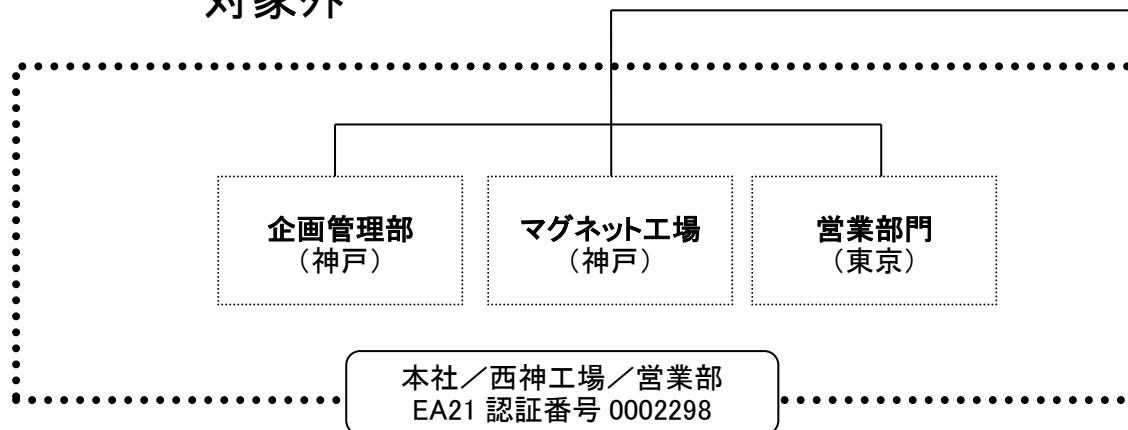 対象外
企画管理部
（神戸）
マグネット工場
（神戸）
営業部門
（東京）
本社／西神工場／営業部
EA21 認証番号 0002298